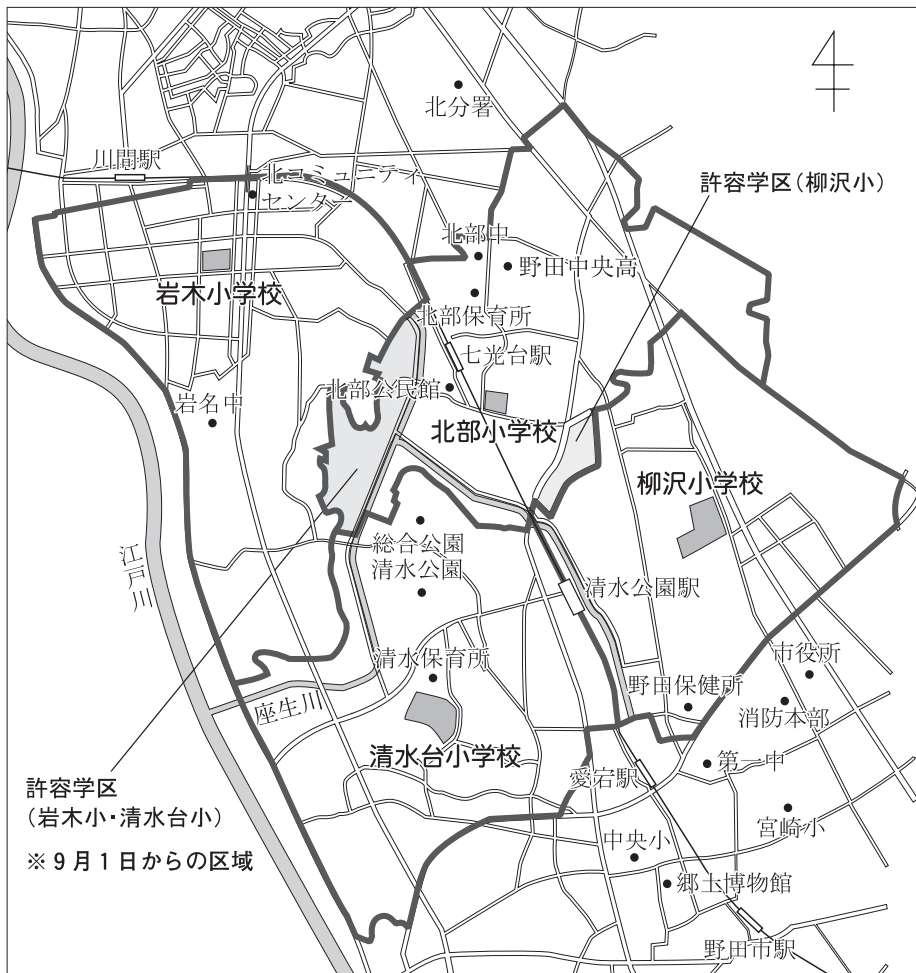 北分署
川間駅
北コミュニティ
センター
許容学区（柳沢小）
北部中
野田中央高
岩木小学校
北部保育所
七光台駅
北部公民館
岩名中
北部小学校
柳沢小学校
総合公園
清水公園
江戸川
清水公園駅
清水保育所
市役所
野田保健所
座生川
消防本部
清水台小学校
第一中
愛宕駅
許容学区
（岩木小・清水台小）
※９月１日からの区域
宮崎小
中央小
郷土博物館
野田市駅